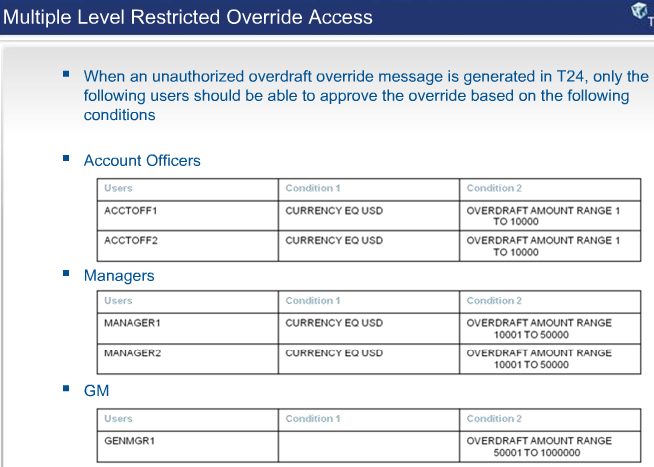 Multiple Level Restricted Override Access
T
When an unauthorized overdraft override message is generated in T24, only the
following users should be able to approve the override based on the following
conditions
Account Officers
Users Condition 1 Condition 2
ACCTOFF1 CURRENCY EQ USD OVERDRAFT AMOUNT RANGE 1
TO 10000
ACCTOFF2 CURRENCY EQ USD OVERDRAFT AMOUNT RANGE 1
TO 10000
Managers
Users Condition 1 Condition 2
MANAGER1 CURRENCY EQ USD OVERDRAFT AMOUNT RANGE
10001 TO 50000
MANAGER2 CURRENCY EQ USD OVERDRAFT AMOUNT RANGE
10001 TO 50000
GM
Users Condition 1 Condition 2
GENMGR1 OVERDRAFT AMOUNT RANGE
50001 TO 1000000